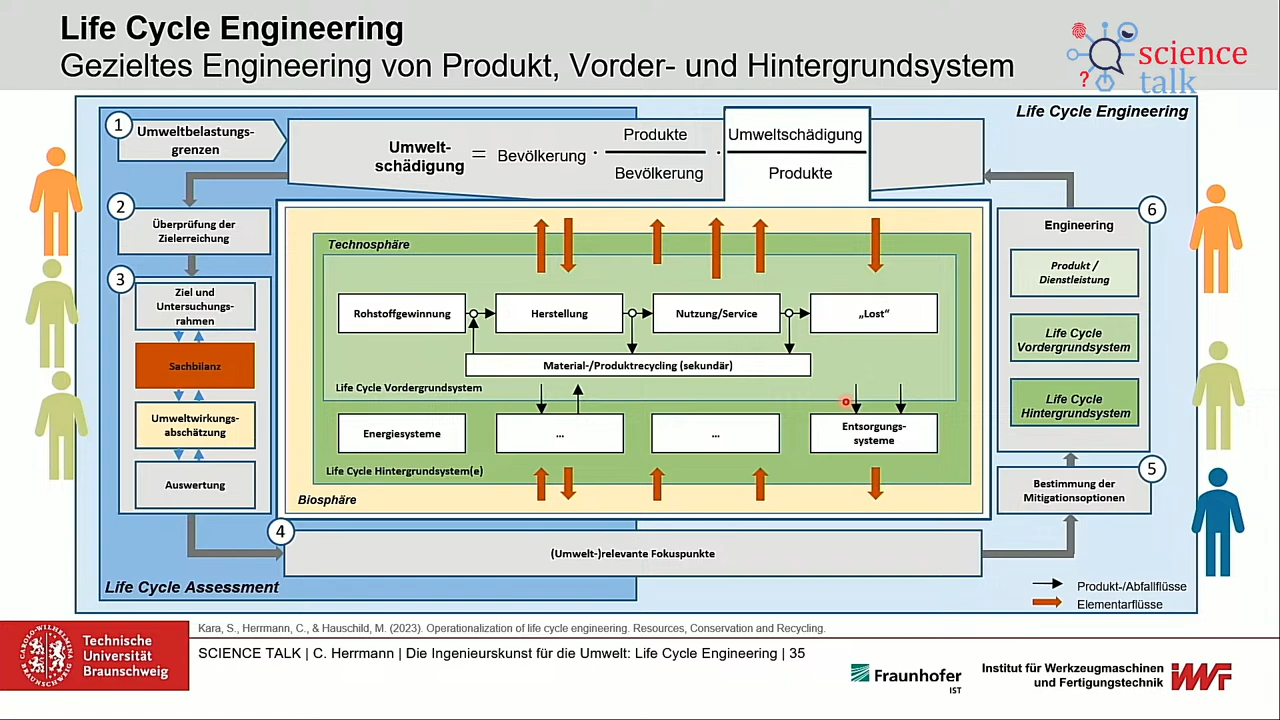 Life Cycle Engineering
Gezieltes Engineering von Produkt, Vorder- und Hintergrundsystem
science
talk
?
Life Cycle Engineering
1
Umweltbelastungs-
grenzen
Umwelt-
schädigung
=
Bevölkerung
·
Produkte
Bevölkerung
·
Umweltschädigung
Produkte
2
Überprüfung der
Zielerreichung
3
Ziel und
Untersuchungs-
rahmen
Sachbilanz
Umweltwirkungs-
abschätzung
Auswertung
Technosphäre
Rohstoffgewinnung
Herstellung
Nutzung/Service
„Lost“
Material-/Produktrecycling (sekundär)
Life Cycle Vordergrundsystem
Energiesysteme
...
...
Entsorgungs-
systeme
Life Cycle Hintergrundsystem(e)
Biosphäre
6
Engineering
Produkt /
Dienstleistung
Life Cycle
Vordergrundsystem
Life Cycle
Hintergrundsystem
5
Bestimmung der
Mitigationsoptionen
4
(Umwelt-)relevante Fokuspunkte
Life Cycle Assessment
Produkt-/Abfallflüsse
Elementarflüsse
Kara, S., Herrmann, C., & Hauschild, M. (2023). Operationalization of life cycle engineering. Resources, Conservation and Recycling.
SCIENCE TALK | C. Herrmann | Die Ingenieurskunst für die Umwelt: Life Cycle Engineering | 35
CAROLO-WILHELMINA
BRAUNSCHWEIG
Technische
Universität
Braunschweig
Fraunhofer
IST
Institut für Werkzeugmaschinen
und Fertigungstechnik
iWF